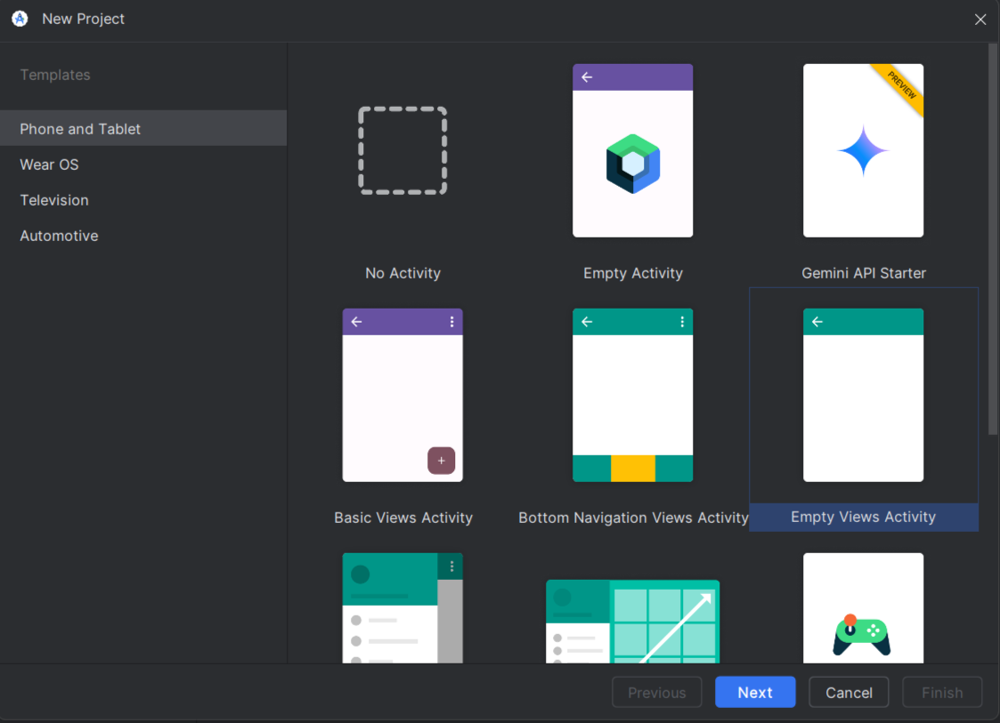 New Project
Templates
Phone and Tablet
Wear OS
Television
Automotive
PREVIEW
No Activity
Empty Activity
Gemini API Starter
Basic Views Activity
Bottom Navigation Views Activity
Empty Views Activity
Previous
Next
Cancel
Finish